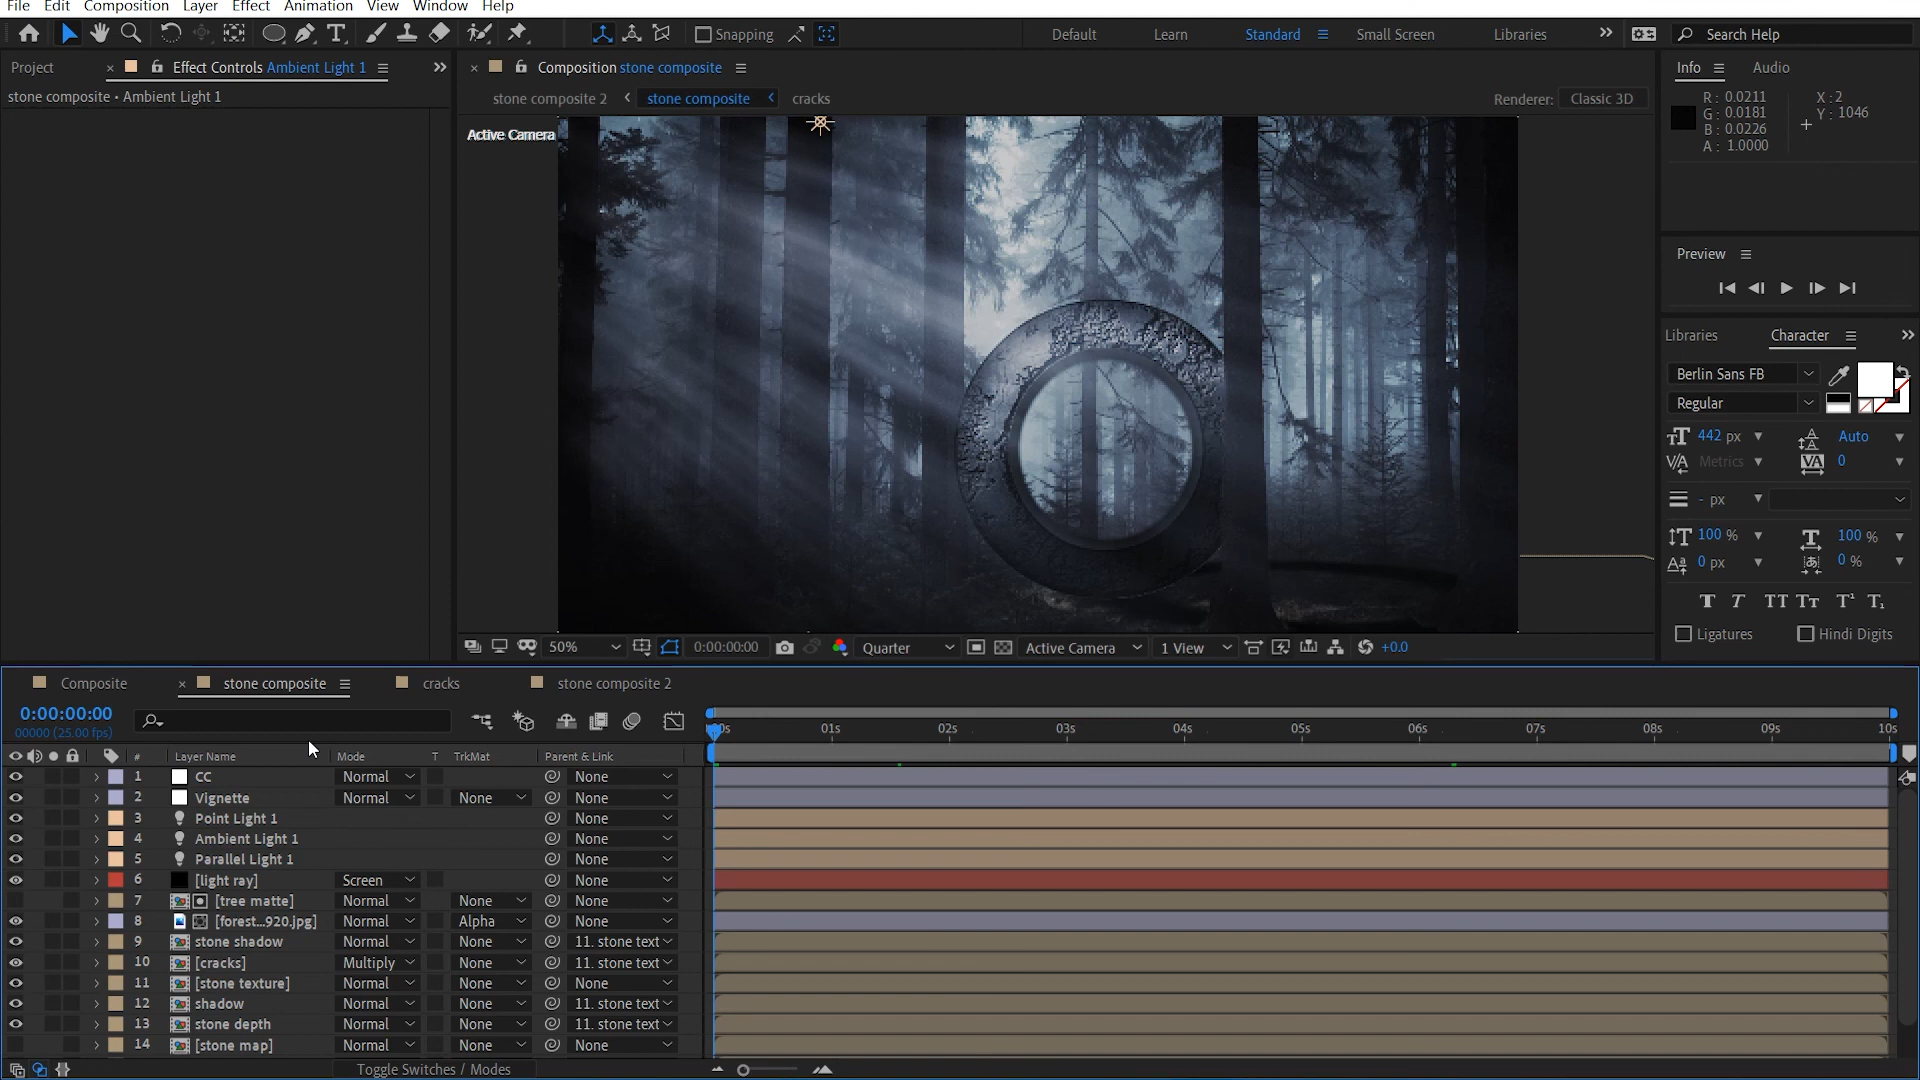 File Edit Composition Layer Effect Animation View Window Help
Snapping Default Learn Standard Small Screen Libraries Search Help
Project Effect Controls Ambient Light 1
Composition stone composite
Info Audio
stone composite • Ambient Light 1
stone composite 2 stone composite cracks
Renderer: Classic 3D
R: 0.0211 X: 2
G: 0.0181 Y: 1046
B: 0.0226
A: 1.0000
Active Camera
Preview
Libraries Character
Berlin Sans FB
Regular
442 px Auto
Metrics 0
- px
100 % 100 %
0 px 0 %
T T TT Tt T¹ T₁
Ligatures Hindi Digits
50% 0:00:00:00 Quarter Active Camera 1 View +0.0
Composite stone composite cracks stone composite 2
0:00:00:00
00000 (25.00 fps)
00s 01s 02s 03s 04s 05s 06s 07s 08s 09s 10s
# Layer Name Mode T TrkMat Parent & Link
1 CC Normal None
2 Vignette Normal None None
3 Point Light 1 None
4 Ambient Light 1 None
5 Parallel Light 1 None
6 [light ray] Screen None
7 [tree matte] Normal None None
8 [forest...920.jpg] Normal Alpha None
9 stone shadow Normal None 11. stone text
10 [cracks] Multiply None 11. stone text
11 [stone texture] Normal None None
12 shadow Normal None 11. stone text
13 stone depth Normal None 11. stone text
14 [stone map] Normal None None
Toggle Switches / Modes